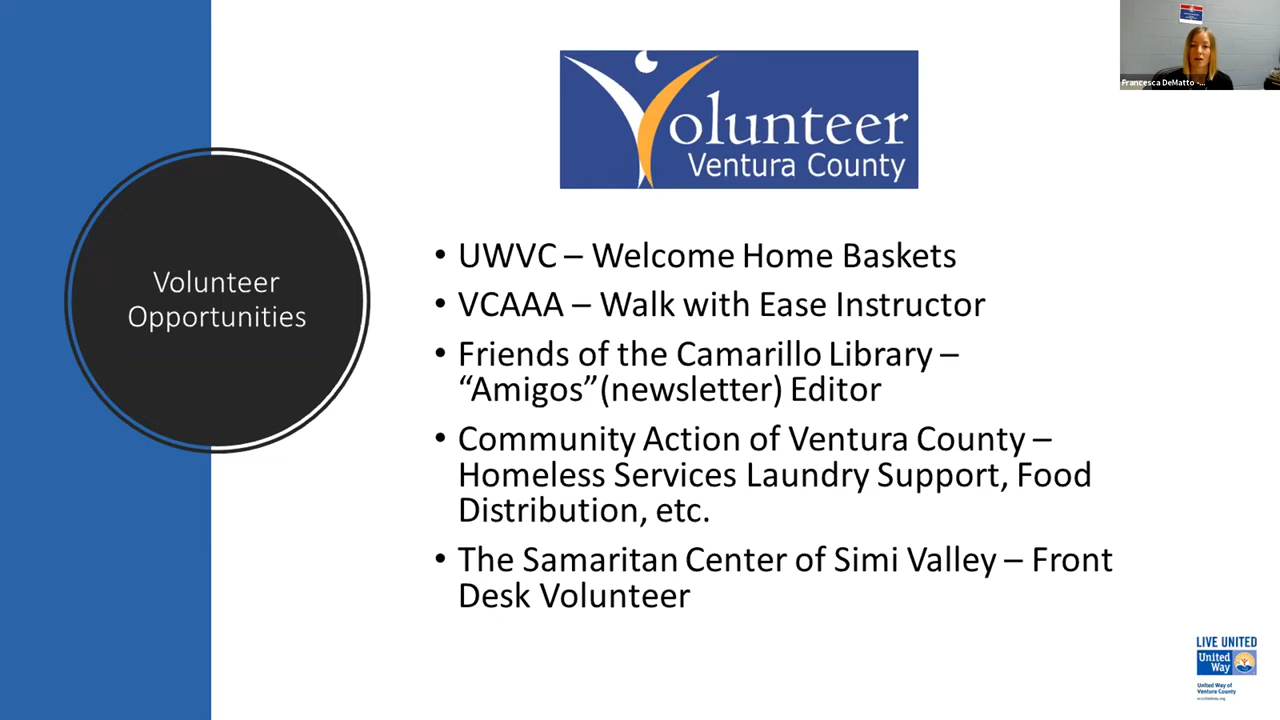 Volunteer
Ventura County
Francesca DeMatto -...
Volunteer
Opportunities
• UWVC – Welcome Home Baskets
• VCAAA – Walk with Ease Instructor
• Friends of the Camarillo Library –
“Amigos”(newsletter) Editor
• Community Action of Ventura County –
Homeless Services Laundry Support, Food
Distribution, etc.
• The Samaritan Center of Simi Valley – Front
Desk Volunteer
LIVE UNITED
United
Way
United Way of
Ventura County